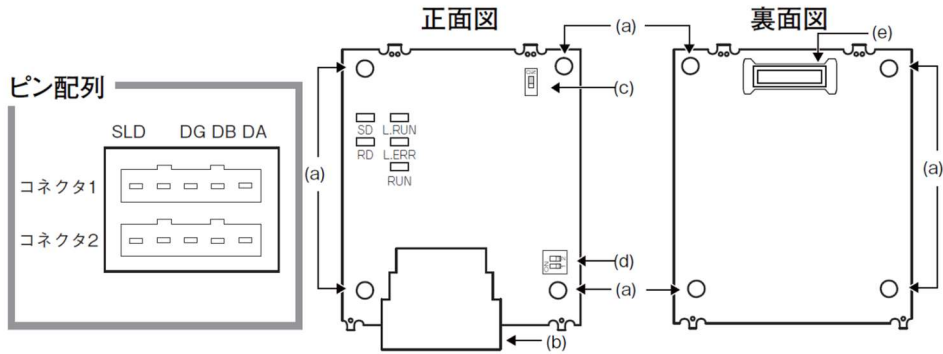 正面図
裏面図
(a)
(e)
ピン配列
SLD DG DB DA
コネクタ1
コネクタ2
(c)
SD L.RUN
RD L.ERR
RUN
(a)
(a)
(d)
(a)
(b)